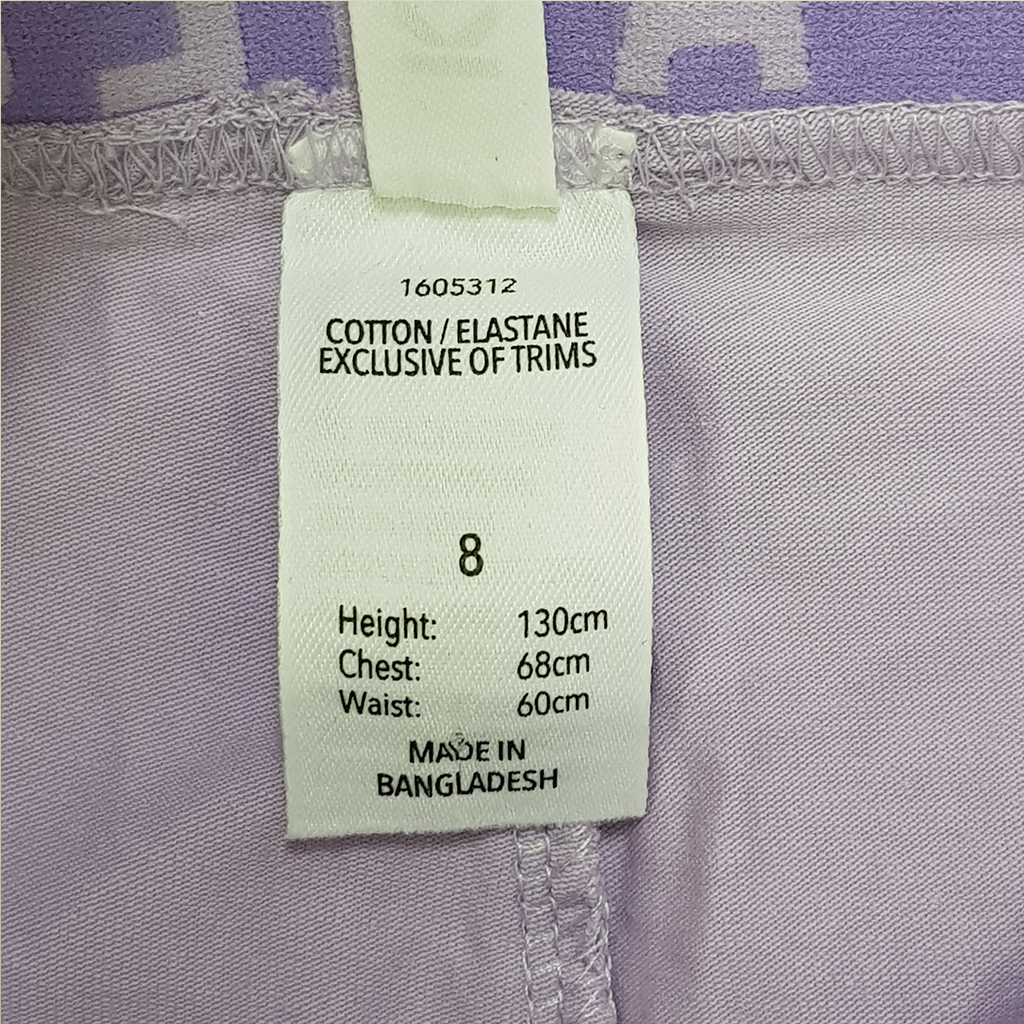 1605312
COTTON / ELASTANE
EXCLUSIVE OF TRIMS
8
Height: 130cm
Chest: 68cm
Waist: 60cm
MADE IN
BANGLADESH